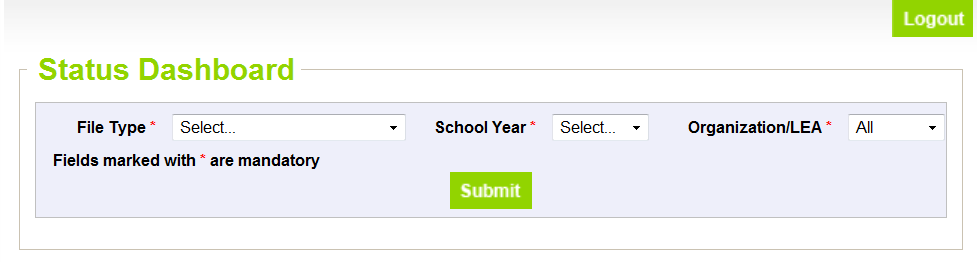 Logout
Status Dashboard
File Type * Select... School Year * Select... Organization/LEA * All
Fields marked with * are mandatory
Submit